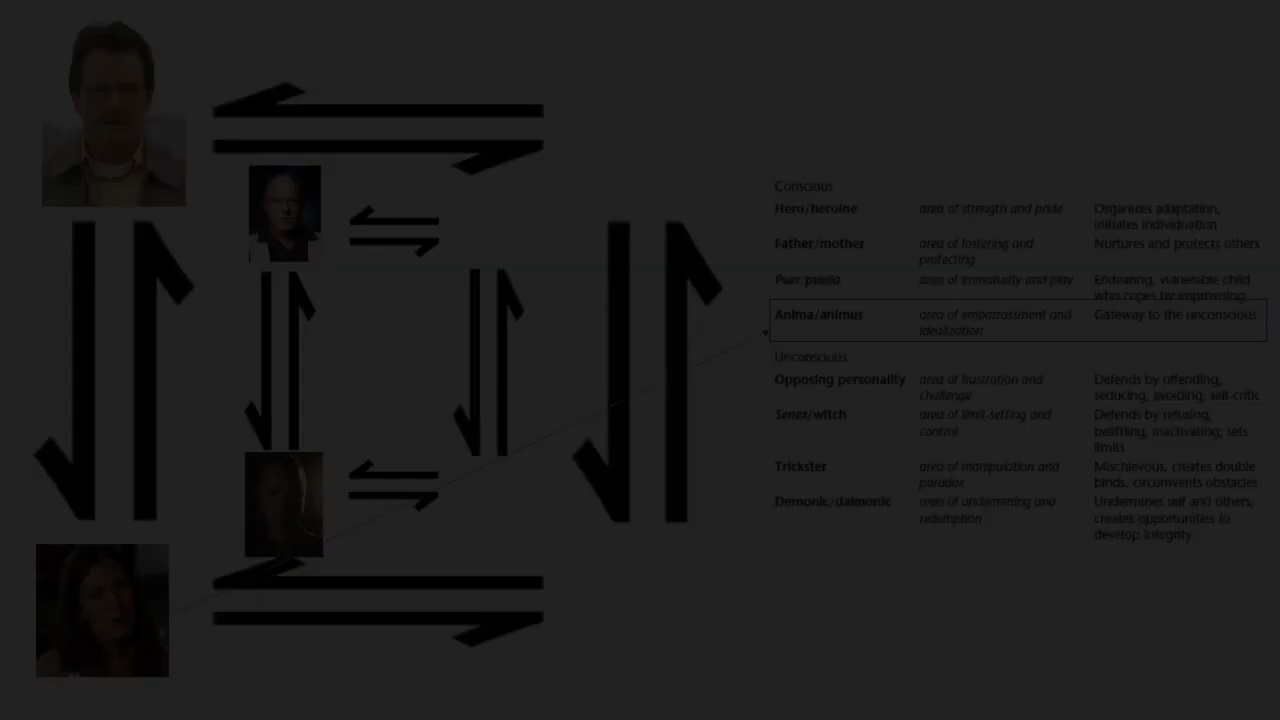 Conscious
Hero/heroine area of strength and pride Organizes adaptation,
initiates individuation
Father/mother area of fostering and Nurtures and protects others
protecting
Puer/puella area of immaturity and play Endearing, vulnerable child
who copes by improvising
Anima/animus area of embarrassment and Gateway to the unconscious
idealization
Unconscious
Opposing personality area of frustration and Defends by offending,
challenge seducing, avoiding; self-critic
Senex/witch area of limit-setting and Defends by refusing,
control belittling, inactivating; sets
limits
Trickster area of manipulation and Mischievous, creates double
paradox binds, circumvents obstacles
Demonic/daimonic area of undermining and Undermines self and others,
redemption creates opportunities to
develop integrity